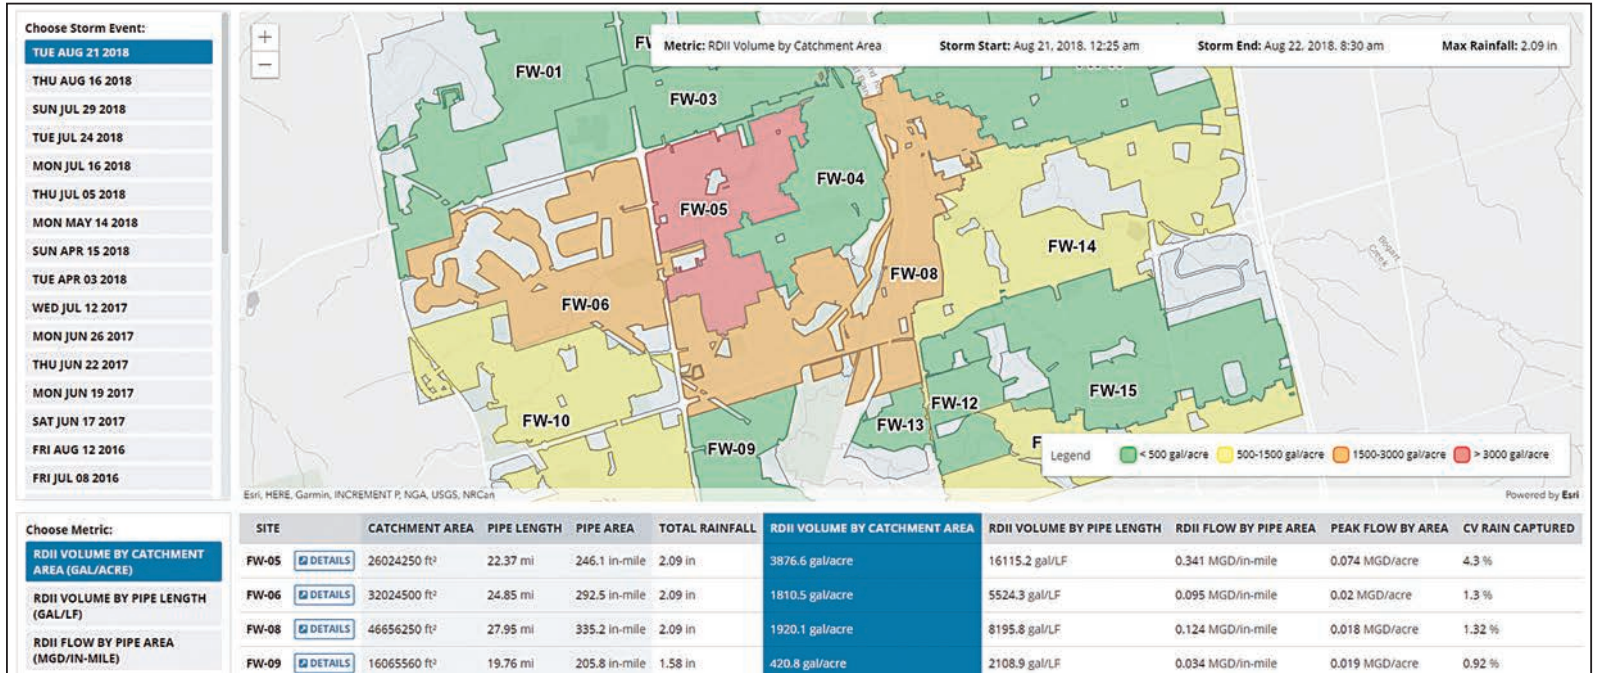 Choose Storm Event:
TUE AUG 21 2018
THU AUG 16 2018
SUN JUL 29 2018
TUE JUL 24 2018
MON JUL 16 2018
THU JUL 05 2018
MON MAY 14 2018
SUN APR 15 2018
TUE APR 03 2018
WED JUL 12 2017
MON JUN 26 2017
THU JUN 22 2017
MON JUN 19 2017
SAT JUN 17 2017
FRI AUG 12 2016
FRI JUL 08 2016
+
−
Metric: RDII Volume by Catchment Area Storm Start: Aug 21, 2018. 12:25 am Storm End: Aug 22, 2018. 8:30 am Max Rainfall: 2.09 in
FW-01
FW-03
FW-04
FW-05
FW-14
FW-08
FW-06
FW-15
FW-12
FW-10
FW-13
FW-09
Bogart
Creek
Legend < 500 gal/acre 500-1500 gal/acre 1500-3000 gal/acre > 3000 gal/acre
Esri, HERE, Garmin, INCREMENT P, NGA, USGS, NRCan
Powered by Esri
Choose Metric:
RDII VOLUME BY CATCHMENT
AREA (GAL/ACRE)
RDII VOLUME BY PIPE LENGTH
(GAL/LF)
RDII FLOW BY PIPE AREA
(MGD/IN-MILE)
SITE CATCHMENT AREA PIPE LENGTH PIPE AREA TOTAL RAINFALL RDII VOLUME BY CATCHMENT AREA RDII VOLUME BY PIPE LENGTH RDII FLOW BY PIPE AREA PEAK FLOW BY AREA CV RAIN CAPTURED
FW-05 DETAILS 26024250 ft² 22.37 mi 246.1 in-mile 2.09 in 3876.6 gal/acre 16115.2 gal/LF 0.341 MGD/in-mile 0.074 MGD/acre 4.3 %
FW-06 DETAILS 32024500 ft² 24.85 mi 292.5 in-mile 2.09 in 1810.5 gal/acre 5524.3 gal/LF 0.095 MGD/in-mile 0.02 MGD/acre 1.3 %
FW-08 DETAILS 46656250 ft² 27.95 mi 335.2 in-mile 2.09 in 1920.1 gal/acre 8195.8 gal/LF 0.124 MGD/in-mile 0.018 MGD/acre 1.32 %
FW-09 DETAILS 16065560 ft² 19.76 mi 205.8 in-mile 1.58 in 420.8 gal/acre 2108.9 gal/LF 0.034 MGD/in-mile 0.019 MGD/acre 0.92 %